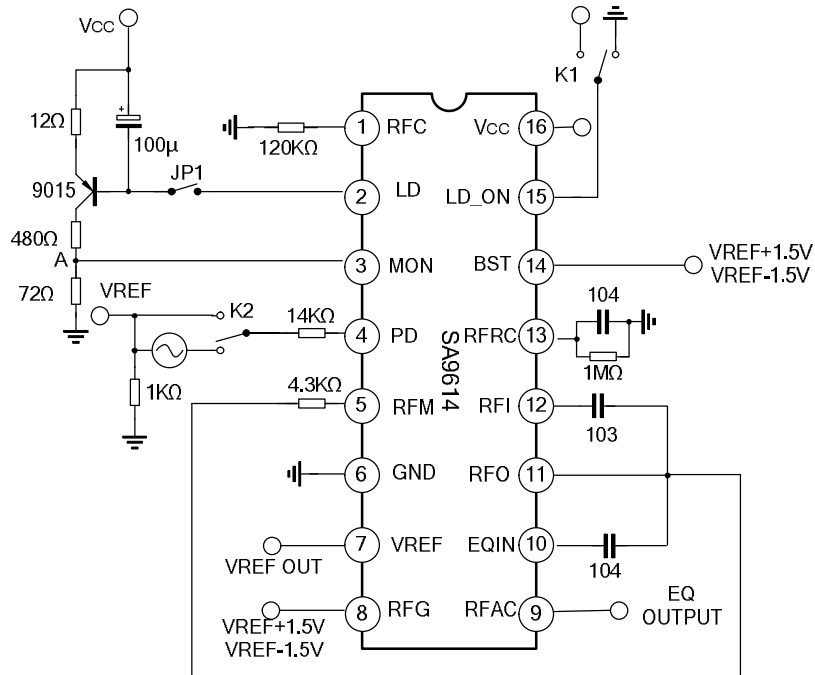 VCC
12Ω
100µ
9015
JP1
480Ω
A
72Ω
VREF
K2
14KΩ
1KΩ
4.3KΩ
120KΩ
K1
1 RFC
2 LD
3 MON
4 PD
5 RFM
6 GND
7 VREF
8 RFG
SA9614
VCC 16
LD_ON 15
BST 14
RFRC 13
RFI 12
RFO 11
EQIN 10
RFAC 9
VREF OUT
VREF+1.5V
VREF-1.5V
VREF+1.5V
VREF-1.5V
104
1MΩ
103
104
EQ
OUTPUT